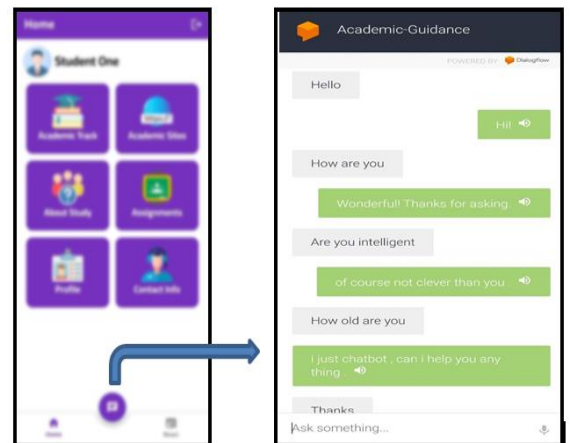 Home
Student One
Academic Track
Academic Sites
About Study
Assignments
Profile
Contact Info
Academic-Guidance
POWERED BY Dialogflow
Hello
Hi!
How are you
Wonderful! Thanks for asking.
Are you intelligent
of course not clever than you .
How old are you
i just chatbot , can i help you any
thing .
Thanks
Ask something...